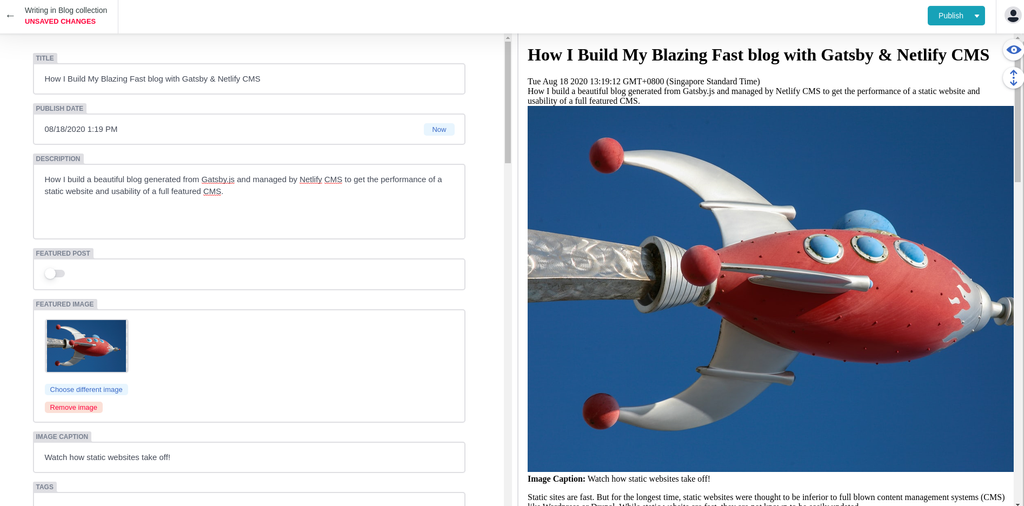 Writing in Blog collection
UNSAVED CHANGES
Publish
TITLE
How I Build My Blazing Fast blog with Gatsby & Netlify CMS
PUBLISH DATE
08/18/2020 1:19 PM
Now
DESCRIPTION
How I build a beautiful blog generated from Gatsby.js and managed by Netlify CMS to get the performance of a
static website and usability of a full featured CMS.
FEATURED POST
FEATURED IMAGE
Choose different image
Remove image
IMAGE CAPTION
Watch how static websites take off!
TAGS
How I Build My Blazing Fast blog with Gatsby & Netlify CMS
Tue Aug 18 2020 13:19:12 GMT+0800 (Singapore Standard Time)
How I build a beautiful blog generated from Gatsby.js and managed by Netlify CMS to get the performance of a static website and
usability of a full featured CMS.
Image Caption: Watch how static websites take off!
Static sites are fast. But for the longest time, static websites were thought to be inferior to full blown content management systems (CMS)